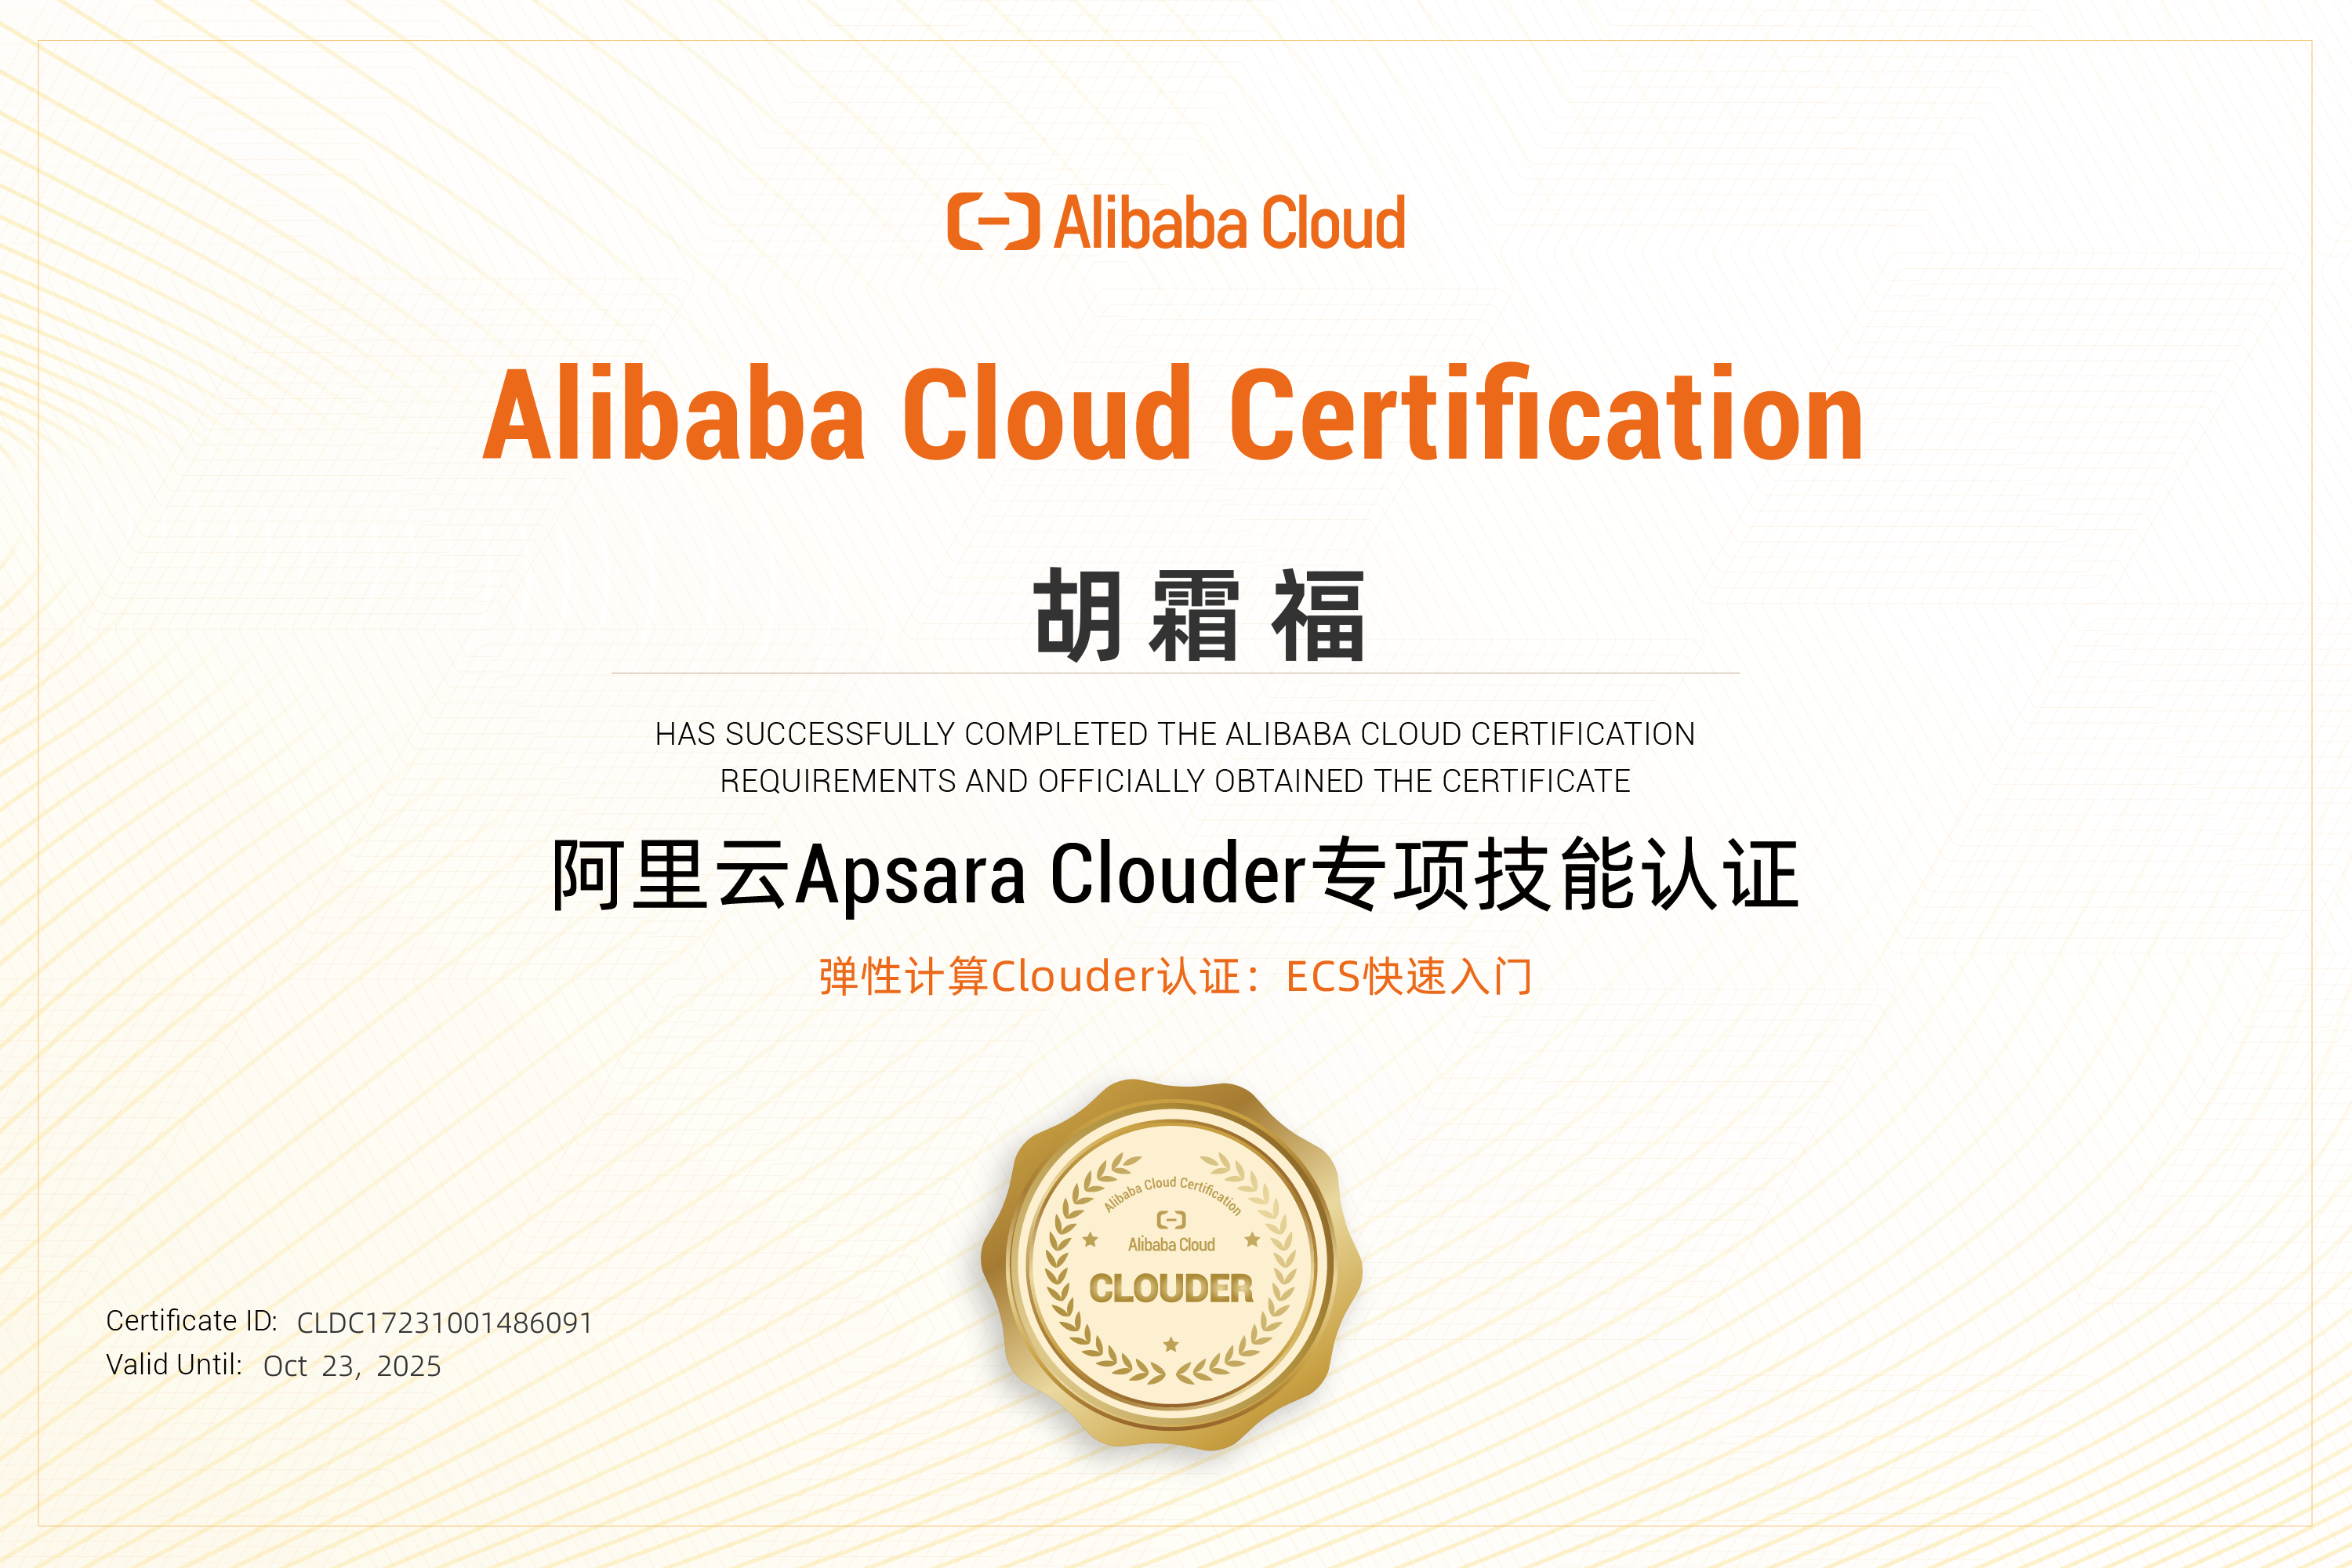 Alibaba Cloud
Alibaba Cloud Certification
胡霜福
HAS SUCCESSFULLY COMPLETED THE ALIBABA CLOUD CERTIFICATION
REQUIREMENTS AND OFFICIALLY OBTAINED THE CERTIFICATE
阿里云Apsara Clouder专项技能认证
弹性计算Clouder认证：ECS快速入门
Alibaba Cloud Certification
Alibaba Cloud
CLOUDER
Certificate ID: CLDC17231001486091
Valid Until: Oct 23, 2025